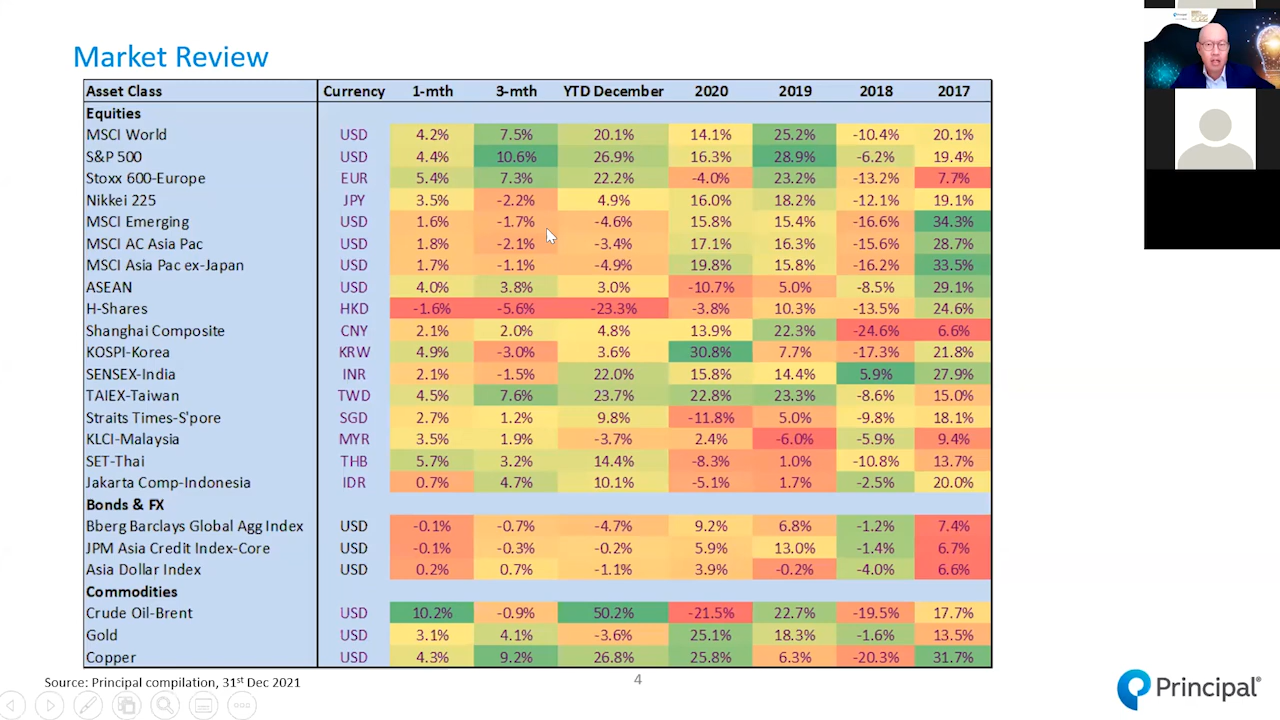 Market Review
Asset Class Currency 1-mth 3-mth YTD December 2020 2019 2018 2017
Equities
MSCI World USD 4.2% 7.5% 20.1% 14.1% 25.2% -10.4% 20.1%
S&P 500 USD 4.4% 10.6% 26.9% 16.3% 28.9% -6.2% 19.4%
Stoxx 600-Europe EUR 5.4% 7.3% 22.2% -4.0% 23.2% -13.2% 7.7%
Nikkei 225 JPY 3.5% -2.2% 4.9% 16.0% 18.2% -12.1% 19.1%
MSCI Emerging USD 1.6% -1.7% -4.6% 15.8% 15.4% -16.6% 34.3%
MSCI AC Asia Pac USD 1.8% -2.1% -3.4% 17.1% 16.3% -15.6% 28.7%
MSCI Asia Pac ex-Japan USD 1.7% -1.1% -4.9% 19.8% 15.8% -16.2% 33.5%
ASEAN USD 4.0% 3.8% 3.0% -10.7% 5.0% -8.5% 29.1%
H-Shares HKD -1.6% -5.6% -23.3% -3.8% 10.3% -13.5% 24.6%
Shanghai Composite CNY 2.1% 2.0% 4.8% 13.9% 22.3% -24.6% 6.6%
KOSPI-Korea KRW 4.9% -3.0% 3.6% 30.8% 7.7% -17.3% 21.8%
SENSEX-India INR 2.1% -1.5% 22.0% 15.8% 14.4% 5.9% 27.9%
TAIEX-Taiwan TWD 4.5% 7.6% 23.7% 22.8% 23.3% -8.6% 15.0%
Straits Times-S'pore SGD 2.7% 1.2% 9.8% -11.8% 5.0% -9.8% 18.1%
KLCI-Malaysia MYR 3.5% 1.9% -3.7% 2.4% -6.0% -5.9% 9.4%
SET-Thai THB 5.7% 3.2% 14.4% -8.3% 1.0% -10.8% 13.7%
Jakarta Comp-Indonesia IDR 0.7% 4.7% 10.1% -5.1% 1.7% -2.5% 20.0%
Bonds & FX
Bberg Barclays Global Agg Index USD -0.1% -0.7% -4.7% 9.2% 6.8% -1.2% 7.4%
JPM Asia Credit Index-Core USD -0.1% -0.3% -0.2% 5.9% 13.0% -1.4% 6.7%
Asia Dollar Index USD 0.2% 0.7% -1.1% 3.9% -0.2% -4.0% 6.6%
Commodities
Crude Oil-Brent USD 10.2% -0.9% 50.2% -21.5% 22.7% -19.5% 17.7%
Gold USD 3.1% 4.1% -3.6% 25.1% 18.3% -1.6% 13.5%
Copper USD 4.3% 9.2% 26.8% 25.8% 6.3% -20.3% 31.7%
Source: Principal compilation, 31st Dec 2021
4
Principal®